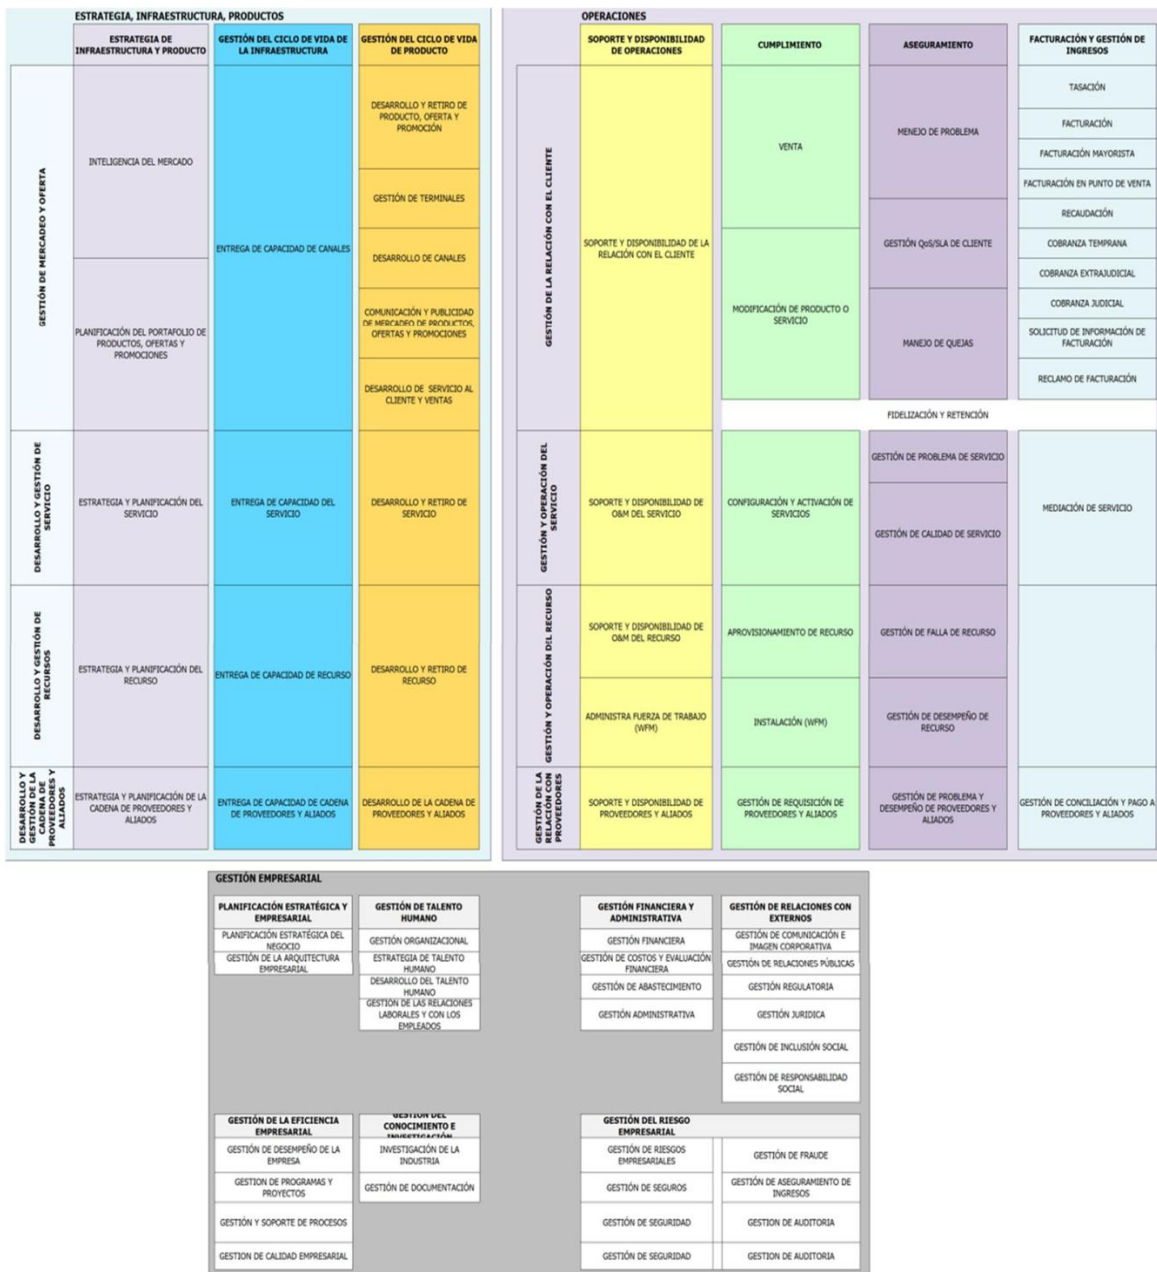 ESTRATEGIA, INFRAESTRUCTURA, PRODUCTOS
ESTRATEGIA DE
INFRAESTRUCTURA Y PRODUCTO
GESTIÓN DEL CICLO DE VIDA DE
LA INFRAESTRUCTURA
GESTIÓN DEL CICLO DE VIDA
DE PRODUCTO
GESTIÓN DE MERCADEO Y OFERTA
INTELIGENCIA DEL MERCADO
PLANIFICACIÓN DEL PORTAFOLIO DE
PRODUCTOS, OFERTAS Y
PROMOCIONES
ENTREGA DE CAPACIDAD DE CANALES
DESARROLLO Y RETIRO DE
PRODUCTO, OFERTA Y
PROMOCIÓN
GESTIÓN DE TERMINALES
DESARROLLO DE CANALES
COMUNICACIÓN Y PUBLICIDAD
DE MERCADEO DE PRODUCTOS,
OFERTAS Y PROMOCIONES
DESARROLLO DE SERVICIO AL
CLIENTE Y VENTAS
DESARROLLO Y GESTIÓN DE
SERVICIO
ESTRATEGIA Y PLANIFICACIÓN DEL
SERVICIO
ENTREGA DE CAPACIDAD DEL
SERVICIO
DESARROLLO Y RETIRO DE
SERVICIO
DESARROLLO Y GESTIÓN DE
RECURSOS
ESTRATEGIA Y PLANIFICACIÓN DEL
RECURSO
ENTREGA DE CAPACIDAD DE RECURSO
DESARROLLO Y RETIRO DE
RECURSO
DESARROLLO Y
GESTIÓN DE LA
CADENA DE
PROVEEDORES Y
ALIADOS
ESTRATEGIA Y PLANIFICACIÓN DE LA
CADENA DE PROVEEDORES Y
ALIADOS
ENTREGA DE CAPACIDAD DE CADENA
DE PROVEEDORES Y ALIADOS
DESARROLLO DE LA CADENA DE
PROVEEDORES Y ALIADOS
OPERACIONES
SOPORTE Y DISPONIBILIDAD
DE OPERACIONES
CUMPLIMIENTO
ASEGURAMIENTO
FACTURACIÓN Y GESTIÓN DE
INGRESOS
GESTIÓN DE LA RELACIÓN CON EL CLIENTE
SOPORTE Y DISPONIBILIDAD DE LA
RELACIÓN CON EL CLIENTE
VENTA
MODIFICACIÓN DE PRODUCTO O
SERVICIO
MENEJO DE PROBLEMA
GESTIÓN QoS/SLA DE CLIENTE
MANEJO DE QUEJAS
TASACIÓN
FACTURACIÓN
FACTURACIÓN MAYORISTA
FACTURACIÓN EN PUNTO DE VENTA
RECAUDACIÓN
COBRANZA TEMPRANA
COBRANZA EXTRAJUDICIAL
COBRANZA JUDICIAL
SOLICITUD DE INFORMACIÓN DE
FACTURACIÓN
RECLAMO DE FACTURACIÓN
FIDELIZACIÓN Y RETENCIÓN
GESTIÓN Y OPERACIÓN DEL
SERVICIO
SOPORTE Y DISPONIBILIDAD DE
O&M DEL SERVICIO
CONFIGURACIÓN Y ACTIVACIÓN DE
SERVICIOS
GESTIÓN DE PROBLEMA DE SERVICIO
GESTIÓN DE CALIDAD DE SERVICIO
MEDIACIÓN DE SERVICIO
GESTIÓN Y OPERACIÓN DEL RECURSO
SOPORTE Y DISPONIBILIDAD DE
O&M DEL RECURSO
APROVISIONAMIENTO DE RECURSO
GESTIÓN DE FALLA DE RECURSO
ADMINISTRA FUERZA DE TRABAJO
(WFM)
INSTALACIÓN (WFM)
GESTIÓN DE DESEMPEÑO DE
RECURSO
GESTIÓN DE LA
RELACIÓN CON
PROVEEDORES
SOPORTE Y DISPONIBILIDAD DE
PROVEEDORES Y ALIADOS
GESTIÓN DE REQUISICIÓN DE
PROVEEDORES Y ALIADOS
GESTIÓN DE PROBLEMA Y
DESEMPEÑO DE PROVEEDORES Y
ALIADOS
GESTIÓN DE CONCILIACIÓN Y PAGO A
PROVEEDORES Y ALIADOS
GESTIÓN EMPRESARIAL
PLANIFICACIÓN ESTRATÉGICA Y
EMPRESARIAL
PLANIFICACIÓN ESTRATÉGICA DEL
NEGOCIO
GESTIÓN DE LA ARQUITECTURA
EMPRESARIAL
GESTIÓN DE TALENTO
HUMANO
GESTIÓN ORGANIZACIONAL
ESTRATEGIA DE TALENTO
HUMANO
DESARROLLO DEL TALENTO
HUMANO
GESTION DE LAS RELACIONES
LABORALES Y CON LOS
EMPLEADOS
GESTIÓN FINANCIERA Y
ADMINISTRATIVA
GESTIÓN FINANCIERA
GESTIÓN DE COSTOS Y EVALUACIÓN
FINANCIERA
GESTIÓN DE ABASTECIMIENTO
GESTIÓN ADMINISTRATIVA
GESTIÓN DE RELACIONES CON
EXTERNOS
GESTIÓN DE COMUNICACIÓN E
IMAGEN CORPORATIVA
GESTIÓN DE RELACIONES PÚBLICAS
GESTIÓN REGULATORIA
GESTIÓN JURIDICA
GESTIÓN DE INCLUSIÓN SOCIAL
GESTIÓN DE RESPONSABILIDAD
SOCIAL
GESTIÓN DE LA EFICIENCIA
EMPRESARIAL
GESTIÓN DE DESEMPEÑO DE LA
EMPRESA
GESTION DE PROGRAMAS Y
PROYECTOS
GESTIÓN Y SOPORTE DE PROCESOS
GESTION DE CALIDAD EMPRESARIAL
GESTIÓN DEL
CONOCIMIENTO E
INVESTIGACIÓN
INVESTIGACIÓN DE LA
INDUSTRIA
GESTIÓN DE DOCUMENTACIÓN
GESTIÓN DEL RIESGO
EMPRESARIAL
GESTIÓN DE RIESGOS
EMPRESARIALES
GESTIÓN DE FRAUDE
GESTIÓN DE SEGUROS
GESTIÓN DE ASEGURAMIENTO DE
INGRESOS
GESTIÓN DE SEGURIDAD
GESTION DE AUDITORIA
GESTIÓN DE SEGURIDAD
GESTION DE AUDITORIA